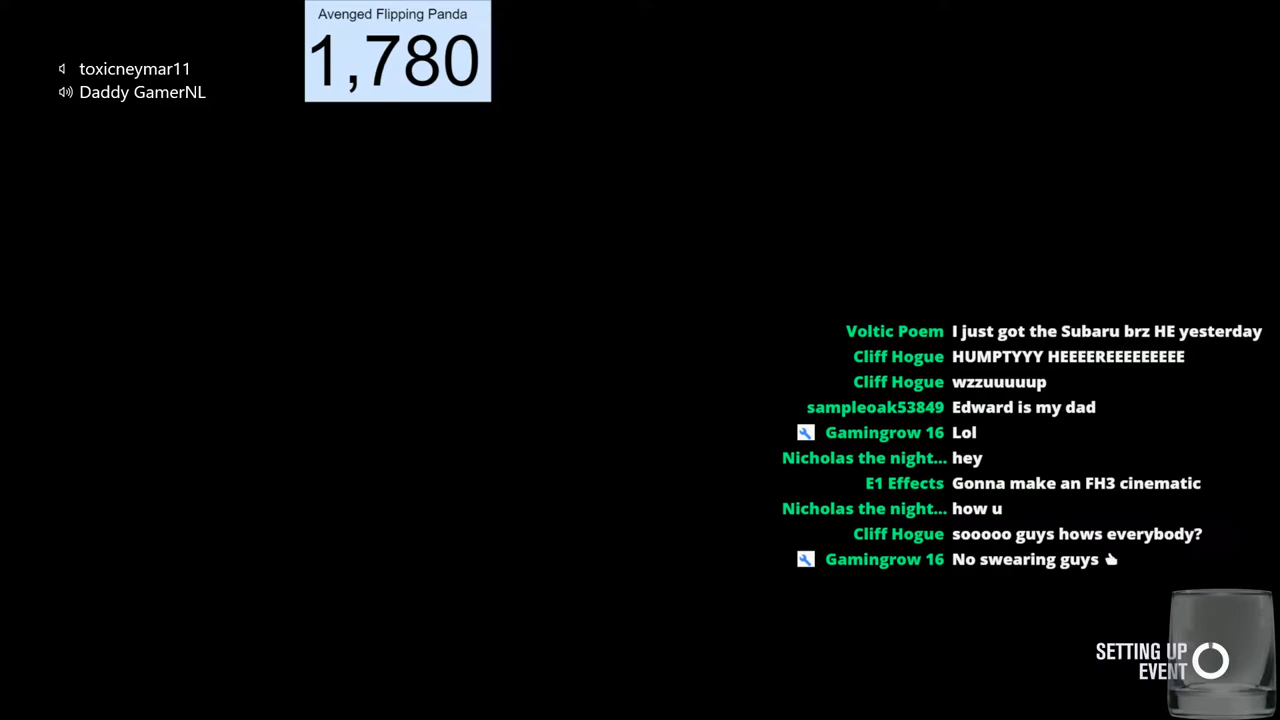 Avenged Flipping Panda
1,780
toxicneymar11
Daddy GamerNL
Voltic Poem I just got the Subaru brz HE yesterday
Cliff Hogue HUMPTYYY HEEEEREEEEEEEEE
Cliff Hogue wzzuuuuup
sampleoak53849 Edward is my dad
Gamingrow 16 Lol
Nicholas the night... hey
E1 Effects Gonna make an FH3 cinematic
Nicholas the night... how u
Cliff Hogue sooooo guys hows everybody?
Gamingrow 16 No swearing guys
SETTING UP
EVENT